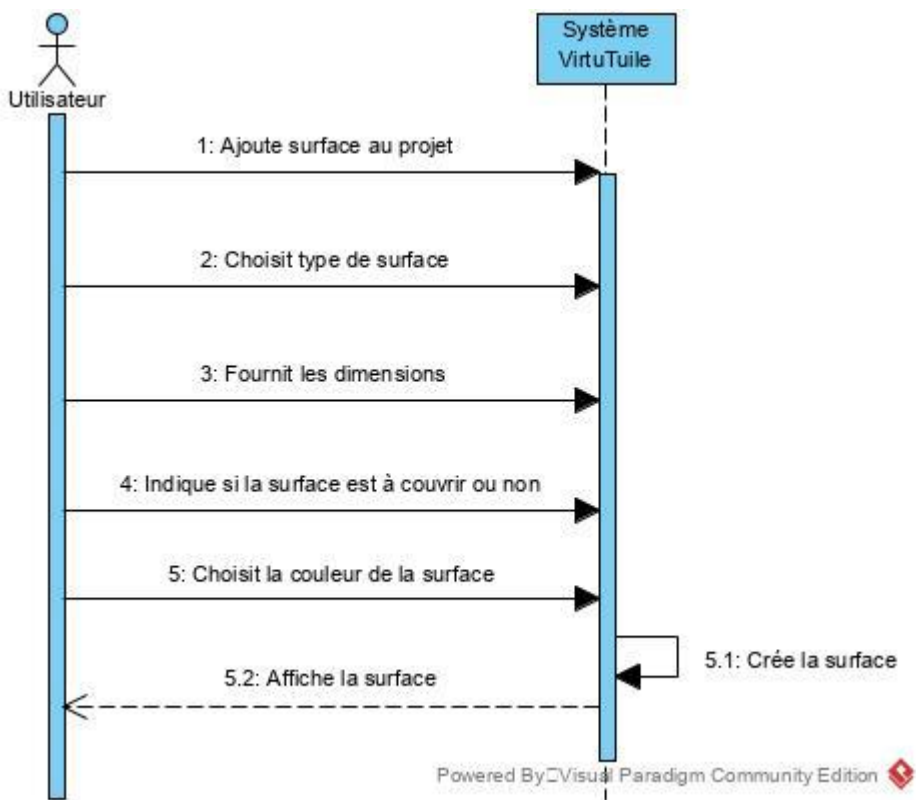 Système
VirtuTuile
Utilisateur
1: Ajoute surface au projet
2: Choisit type de surface
3: Fournit les dimensions
4: Indique si la surface est à couvrir ou non
5: Choisit la couleur de la surface
5.1: Crée la surface
5.2: Affiche la surface
Powered By□Visual Paradigm Community Edition